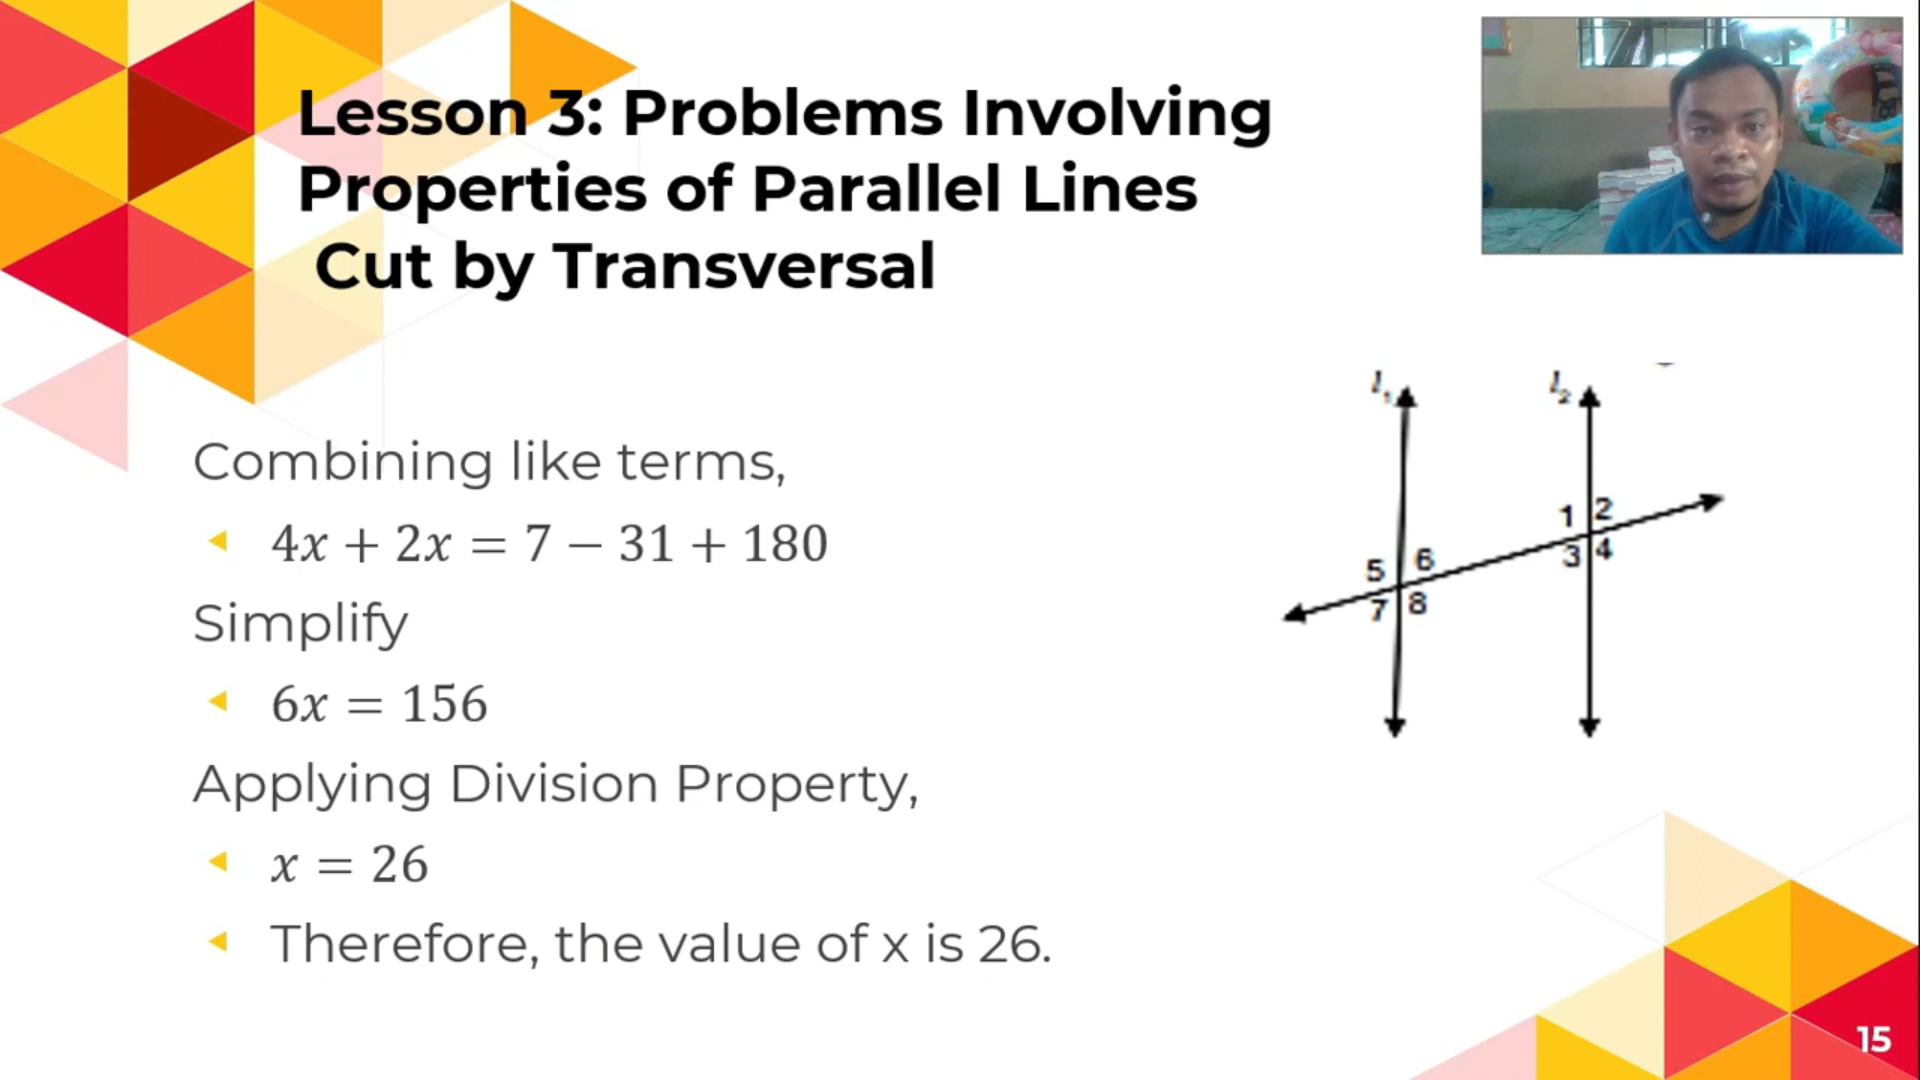 Lesson 3: Problems Involving
Properties of Parallel Lines
Cut by Transversal
Combining like terms,
4x + 2x = 7 − 31 + 180
Simplify
6x = 156
Applying Division Property,
x = 26
Therefore, the value of x is 26.
l₁ l₂
1 2
3 4
5 6
7 8
15